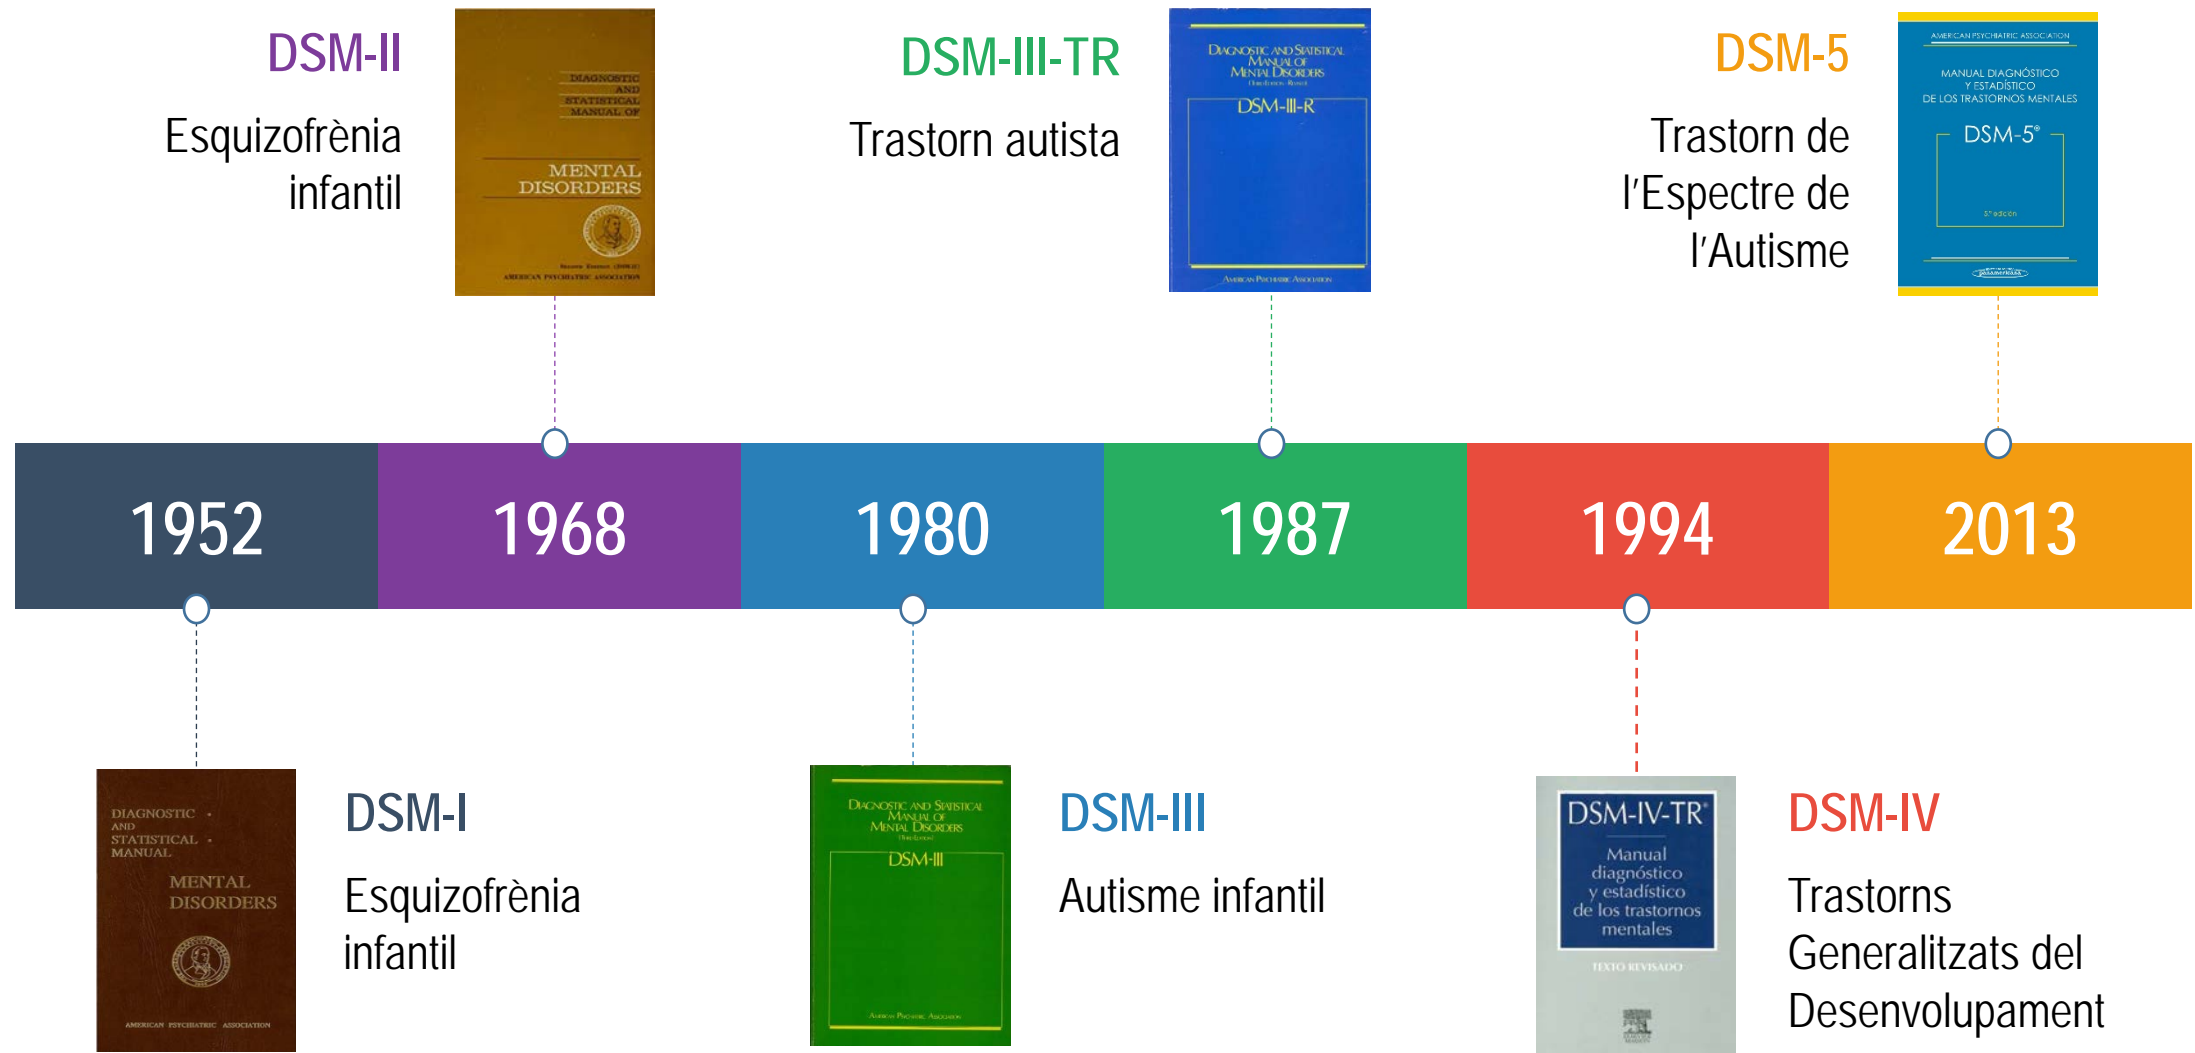 DSM-II
Esquizofrènia
infantil
DIAGNOSTIC
AND
STATISTICAL
MANUAL OF
MENTAL
DISORDERS
AMERICAN PSYCHIATRIC ASSOCIATION
DSM-III-TR
Trastorn autista
DIAGNOSTIC AND STATISTICAL
MANUAL OF
MENTAL DISORDERS
DSM-III-R
AMERICAN PSYCHIATRIC ASSOCIATION
DSM-5
Trastorn de
l'Espectre de
l'Autisme
AMERICAN PSYCHIATRIC ASSOCIATION
MANUAL DIAGNÓSTICO
Y ESTADÍSTICO
DE LOS TRASTORNOS MENTALES
DSM-5®
5.ª edición
panamericana
1952
1968
1980
1987
1994
2013
DIAGNOSTIC
AND
STATISTICAL
MANUAL
MENTAL
DISORDERS
AMERICAN PSYCHIATRIC ASSOCIATION
DSM-I
Esquizofrènia
infantil
DIAGNOSTIC AND STATISTICAL
MANUAL OF
MENTAL DISORDERS
(THIRD EDITION)
DSM-III
AMERICAN PSYCHIATRIC ASSOCIATION
DSM-III
Autisme infantil
DSM-IV-TR®
Manual
diagnóstico
y estadístico
de los trastornos
mentales
TEXTO REVISADO
DSM-IV
Trastorns
Generalitzats del
Desenvolupament